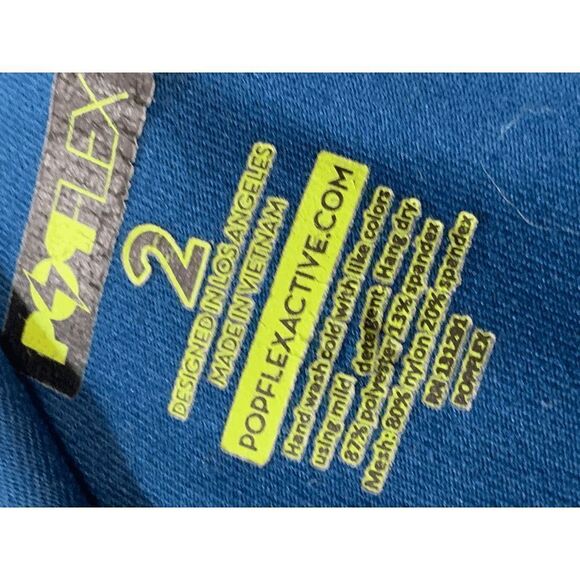 POPFLEX
2
DESIGNED IN LOS ANGELES
MADE IN VIETNAM
POPFLEXACTIVE.COM
Hand wash cold with like colors
using mild detergent Hang dry
87% polyester /13% spandex
Mesh: 80% nylon 20% spandex
RN 131281
POPFLEX